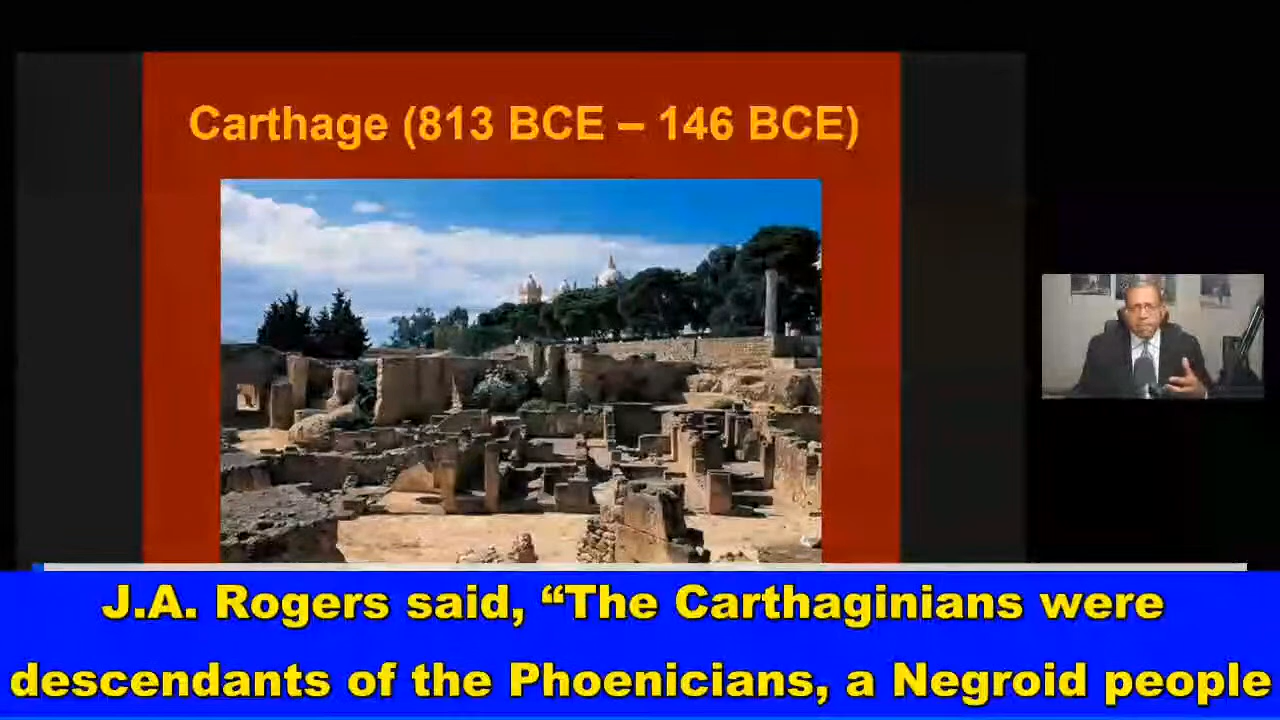 Carthage (813 BCE – 146 BCE)
J.A. Rogers said, “The Carthaginians were
descendants of the Phoenicians, a Negroid people